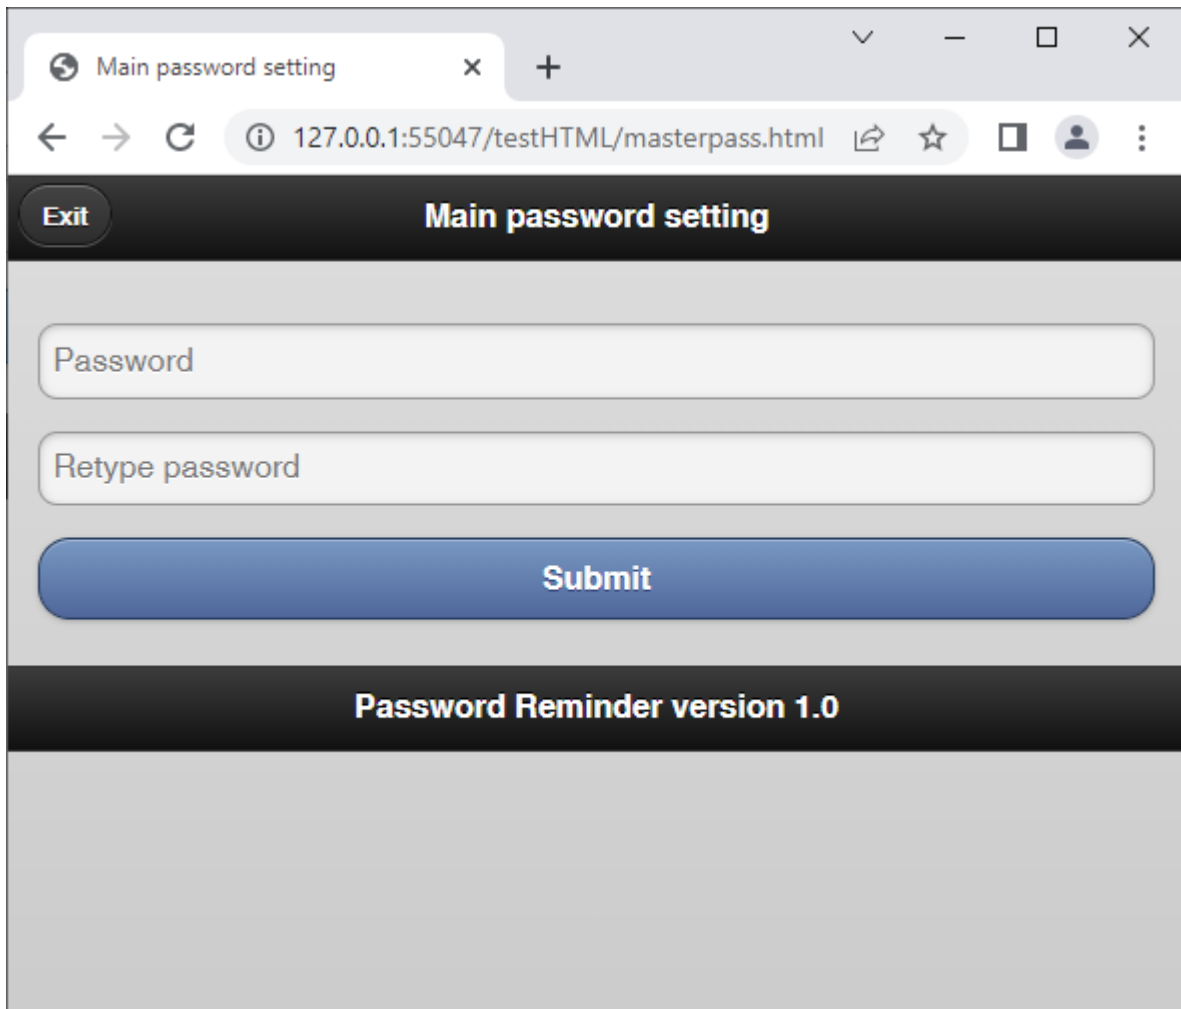 Main password setting
127.0.0.1:55047/testHTML/masterpass.html
Exit
Main password setting
Password
Retype password
Submit
Password Reminder version 1.0